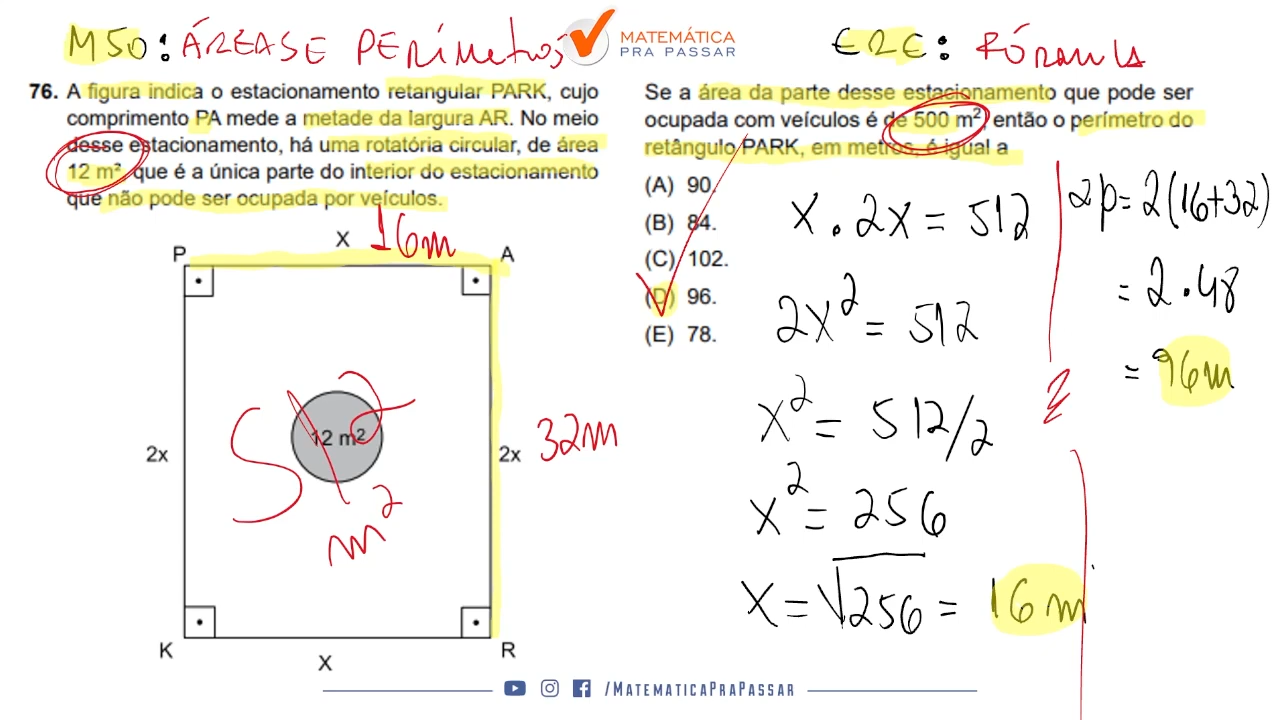 M50: ÁREAS E PERÍMETROS
MATEMÁTICA
PRA PASSAR
E2E: FÓRMULA
76. A figura indica o estacionamento retangular PARK, cujo
comprimento PA mede a metade da largura AR. No meio
desse estacionamento, há uma rotatória circular, de área
12 m², que é a única parte do interior do estacionamento
que não pode ser ocupada por veículos.
X 16m
P A
12 m²
512
m²
2x 2x 32m
K R
X
Se a área da parte desse estacionamento que pode ser
ocupada com veículos é de 500 m², então o perímetro do
retângulo PARK, em metros, é igual a
(A) 90.
(B) 84.
(C) 102.
(D) 96.
(E) 78.
x . 2x = 512
2x² = 512
x² = 512/2
x² = 256
x = √256 = 16 m
2p = 2(16+32)
= 2.48
= 96m
/MATEMATICAPRAPASSAR